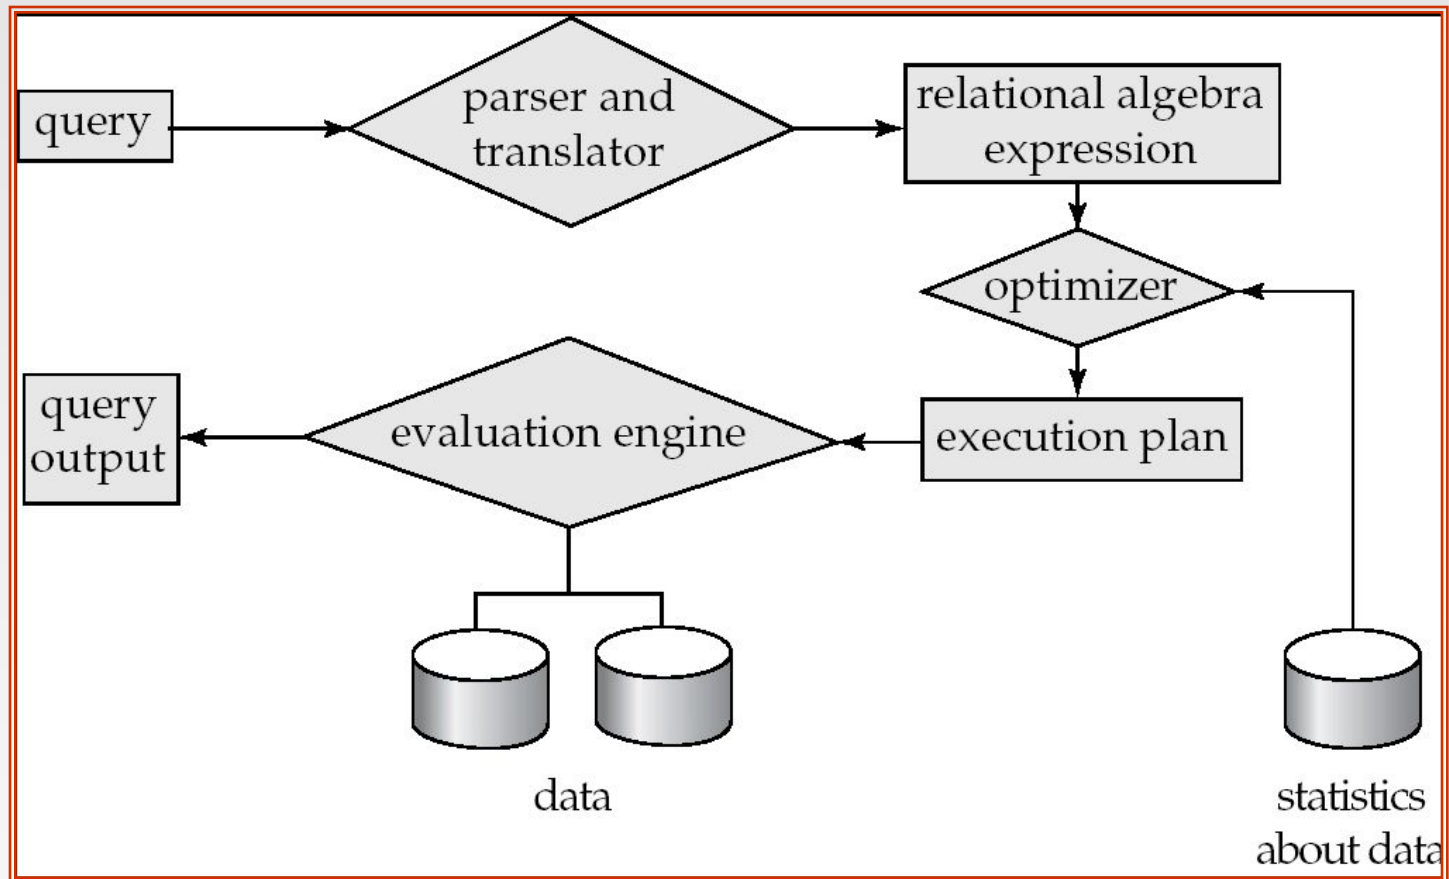 query
parser and
translator
relational algebra
expression
optimizer
execution plan
evaluation engine
query
output
data
statistics
about data